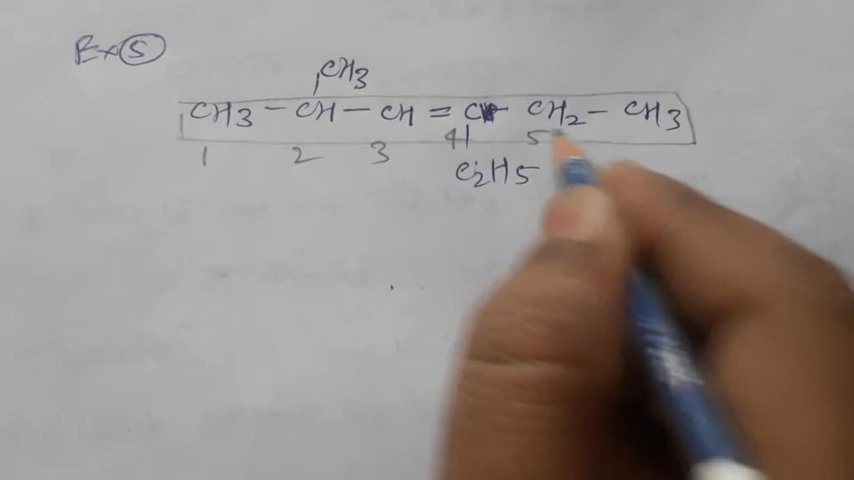 Ex 5
CH3
CH3 - CH - CH = C - CH2 - CH3
1 2 3 4 5
C2H5